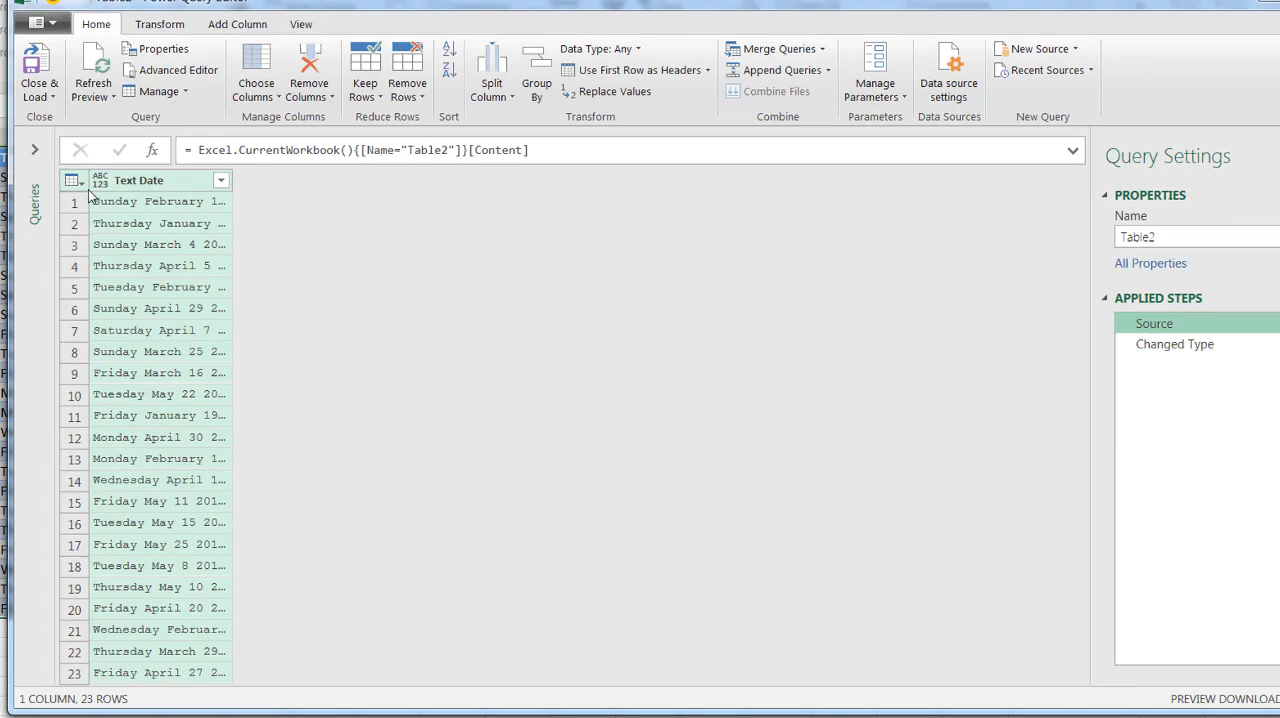 Home Transform Add Column View
Close & Load
Close
Refresh Preview
Properties
Advanced Editor
Manage
Query
Choose Columns
Remove Columns
Manage Columns
Keep Rows
Remove Rows
Reduce Rows
Sort
Split Column
Group By
Data Type: Any
Use First Row as Headers
Replace Values
Transform
Merge Queries
Append Queries
Combine Files
Combine
Manage Parameters
Parameters
Data source settings
Data Sources
New Source
Recent Sources
New Query
fx = Excel.CurrentWorkbook(){[Name="Table2"]}[Content]
Queries
ABC 123 Text Date
1 Sunday February 1...
2 Thursday January ...
3 Sunday March 4 20...
4 Thursday April 5 ...
5 Tuesday February ...
6 Sunday April 29 2...
7 Saturday April 7 ...
8 Sunday March 25 2...
9 Friday March 16 2...
10 Tuesday May 22 20...
11 Friday January 19...
12 Monday April 30 2...
13 Monday February 1...
14 Wednesday April 1...
15 Friday May 11 201...
16 Tuesday May 15 20...
17 Friday May 25 201...
18 Tuesday May 8 201...
19 Thursday May 10 2...
20 Friday April 20 2...
21 Wednesday Februar...
22 Thursday March 29...
23 Friday April 27 2...
Query Settings
PROPERTIES
Name
Table2
All Properties
APPLIED STEPS
Source
Changed Type
1 COLUMN, 23 ROWS
PREVIEW DOWNLOA